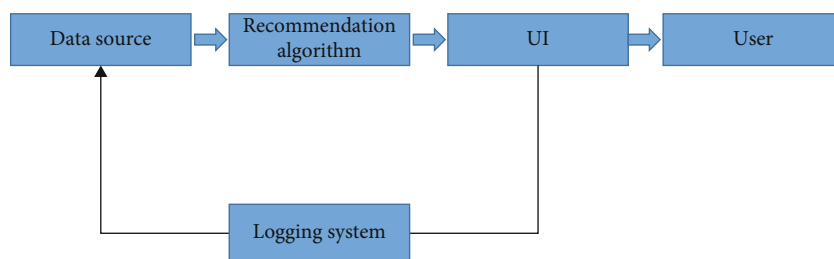 Data source
Recommendation
algorithm
UI
User
Logging system